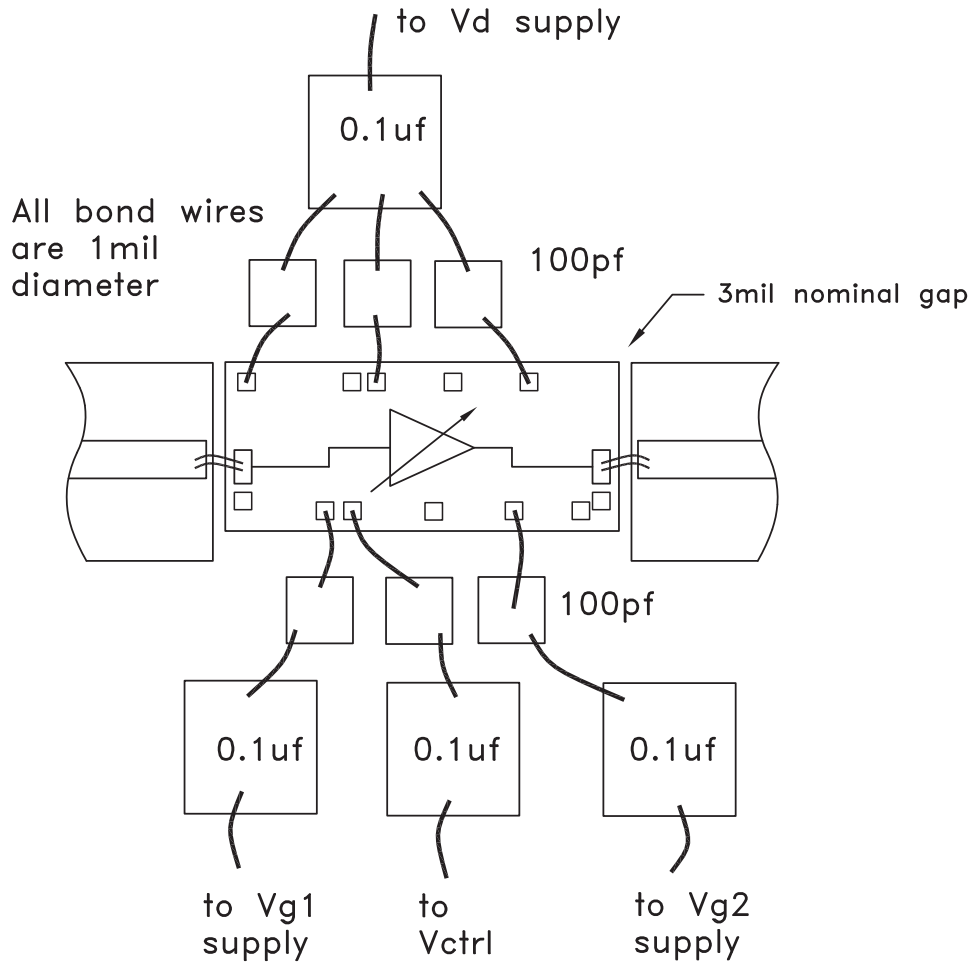 to Vd supply
0.1uf
All bond wires
are 1mil
diameter
100pf
3mil nominal gap
100pf
0.1uf
0.1uf
0.1uf
to Vg1
supply
to
Vctrl
to Vg2
supply